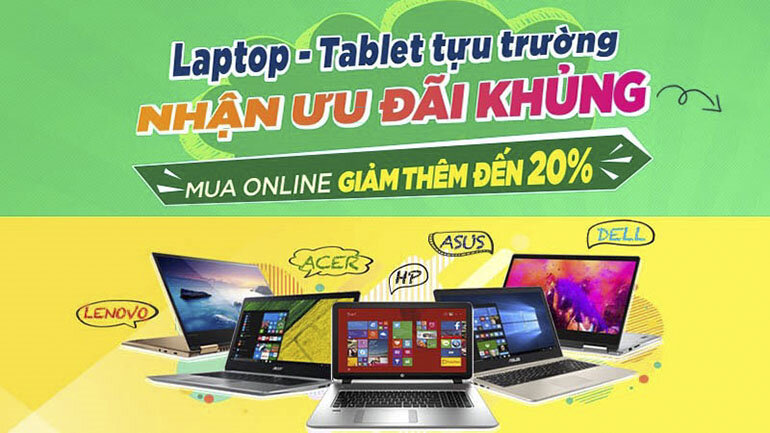 Laptop - Tablet tựu trường
NHẬN ƯU ĐÃI KHỦNG
MUA ONLINE GIẢM THÊM ĐẾN 20%
LENOVO
ACER
HP
ASUS
DELL